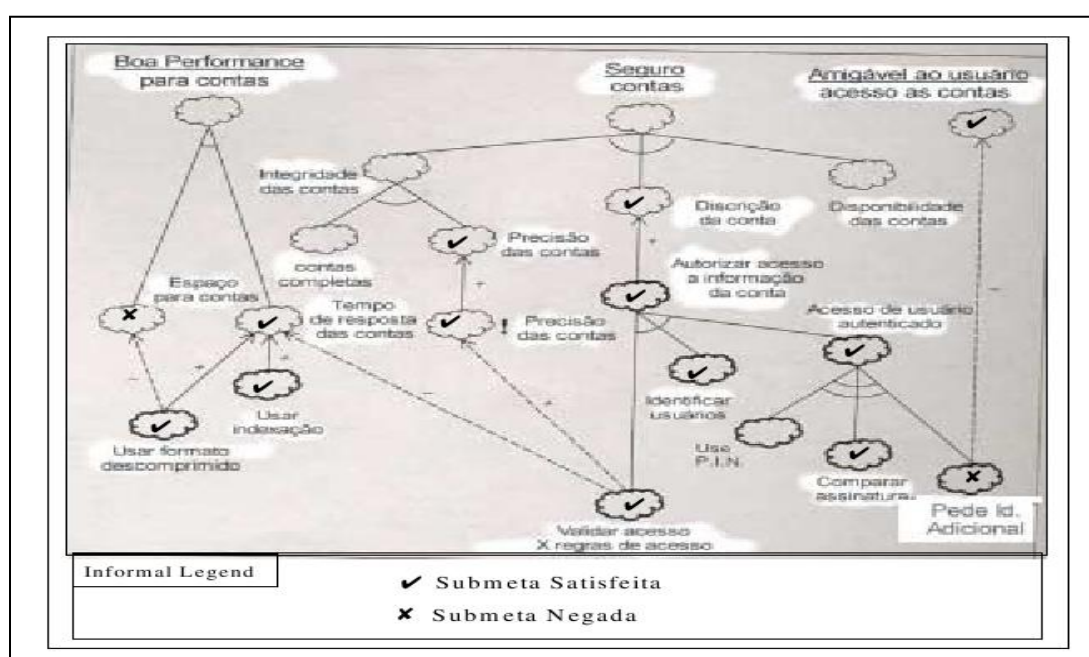 Boa Performance
para contas
Seguro
contas
Amigável ao usuário
acesso as contas
Integridade
das contas
Discrição
da conta
Disponibilidade
das contas
contas
completas
Precisão
das contas
Autorizar acesso
a informação
da conta
Espaço
para contas
Tempo
de resposta
das contas
! Precisão
das contas
Acesso de usuário
autenticado
+
+
-
+
+
-
+
-
Usar
indexação
Identificar
usuários
Usar formato
descomprimido
Use
P.I.N.
Comparar
assinatura
Pede Id.
Adicional
Validar acesso
X regras de acesso
Informal Legend
✔ Submeta Satisfeita
✘ Submeta Negada